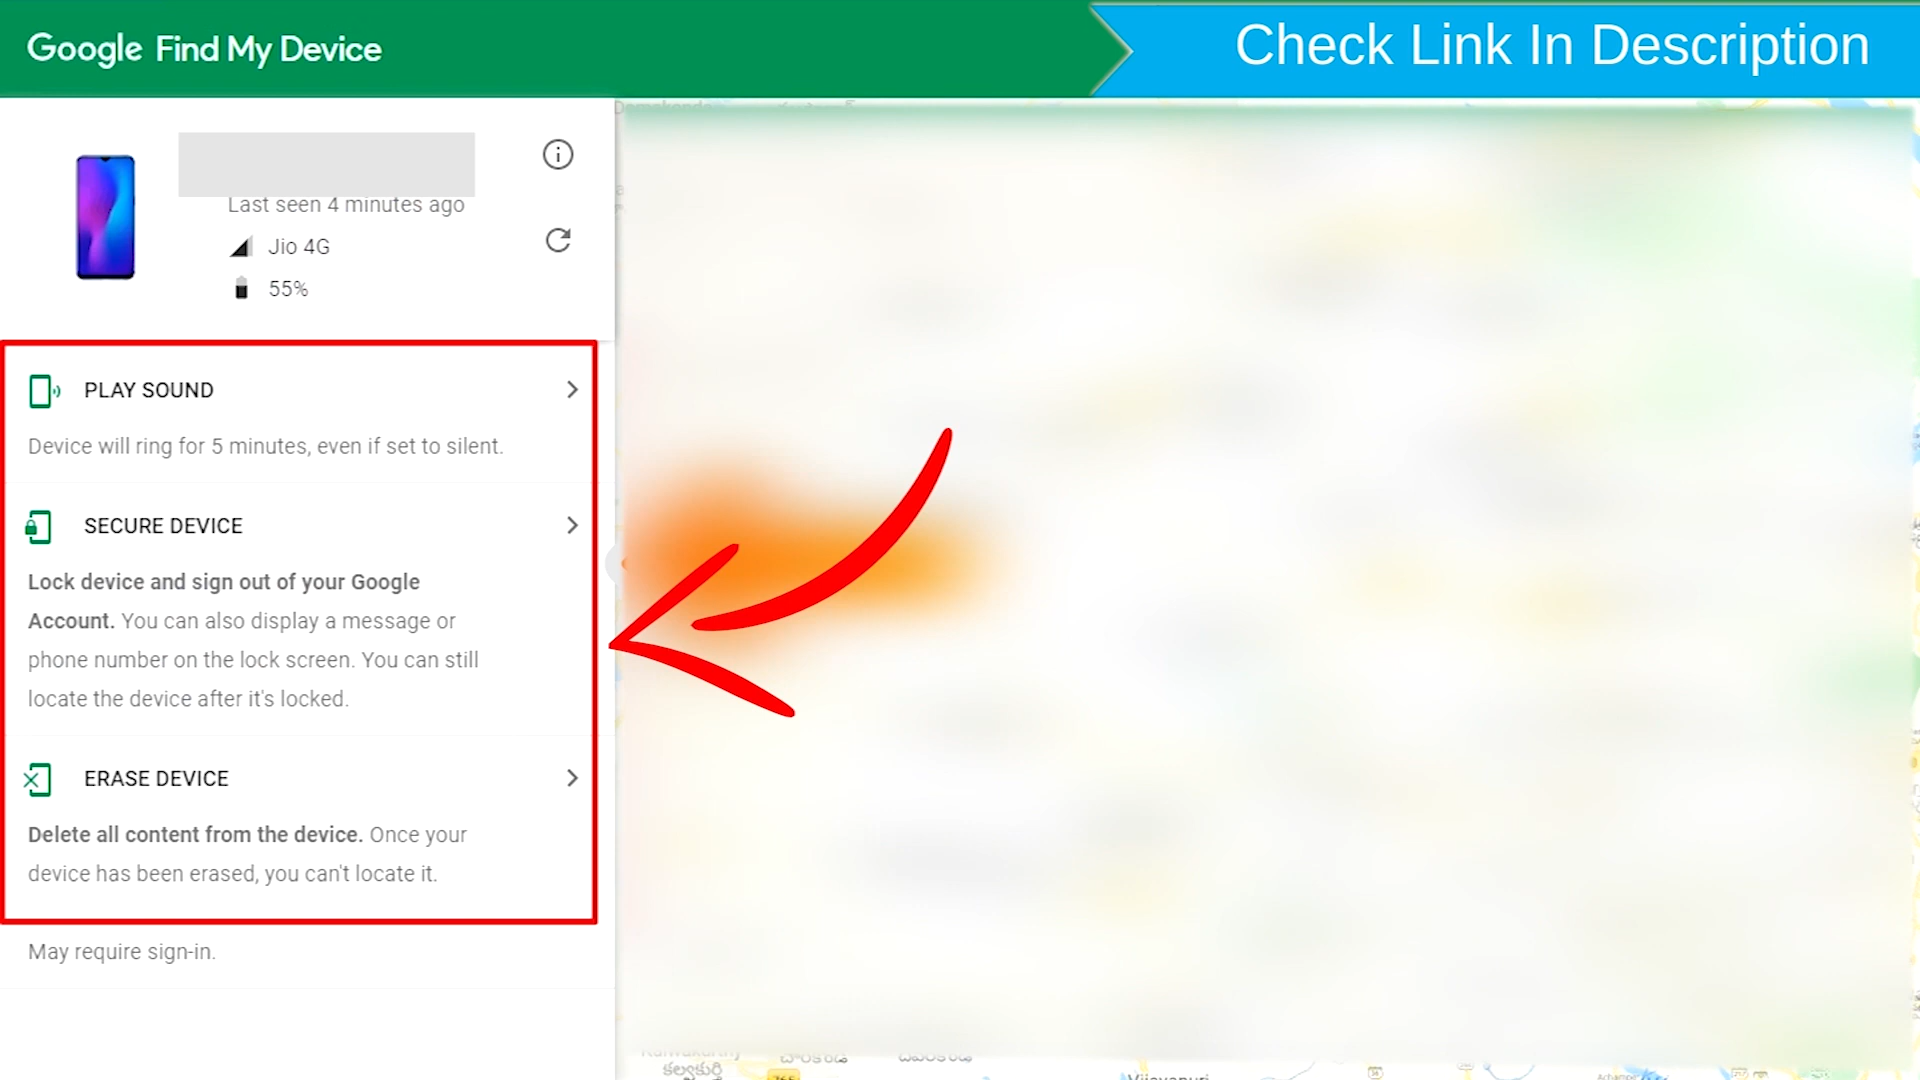 Google Find My Device
Check Link In Description
Last seen 4 minutes ago
Jio 4G
55%
PLAY SOUND
Device will ring for 5 minutes, even if set to silent.
SECURE DEVICE
Lock device and sign out of your Google
Account. You can also display a message or
phone number on the lock screen. You can still
locate the device after it's locked.
ERASE DEVICE
Delete all content from the device. Once your
device has been erased, you can't locate it.
May require sign-in.
కల్వకుర్తి